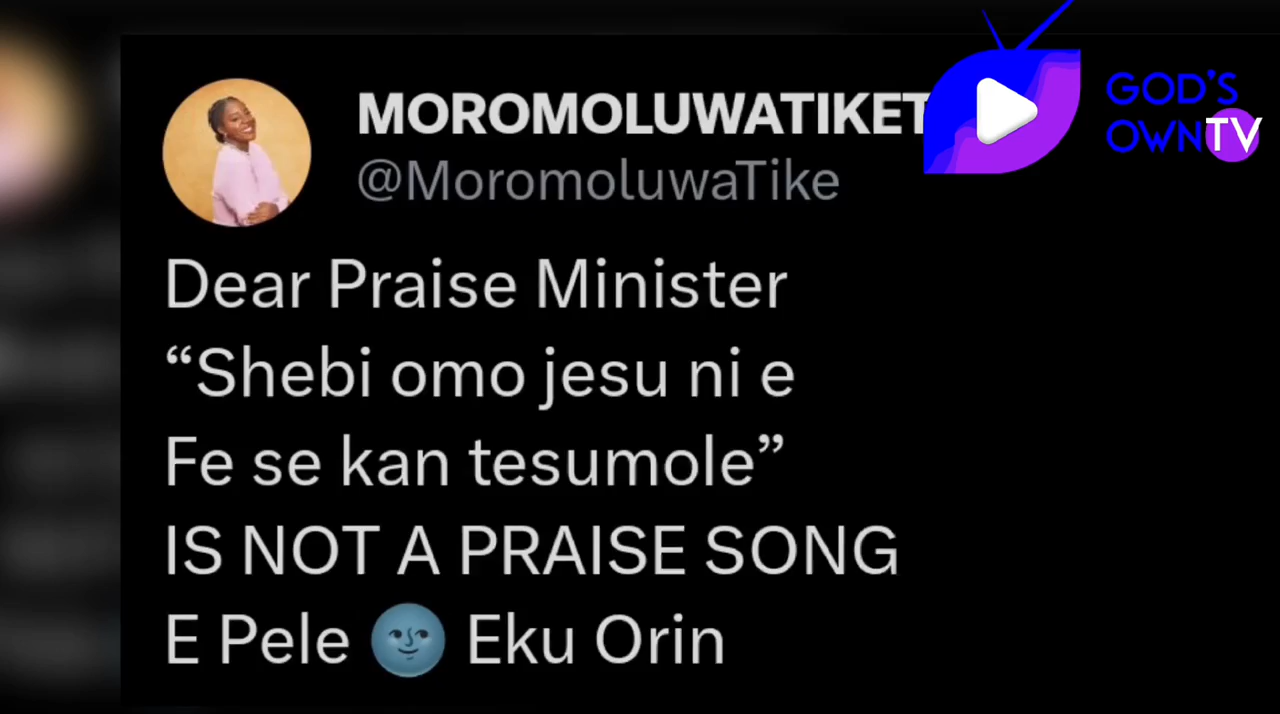 MOROMOLUWATIKET
@MoromoluwaTike
GOD'S
OWNTV
Dear Praise Minister
“Shebi omo jesu ni e
Fe se kan tesumole”
IS NOT A PRAISE SONG
E Pele 🌚 Eku Orin